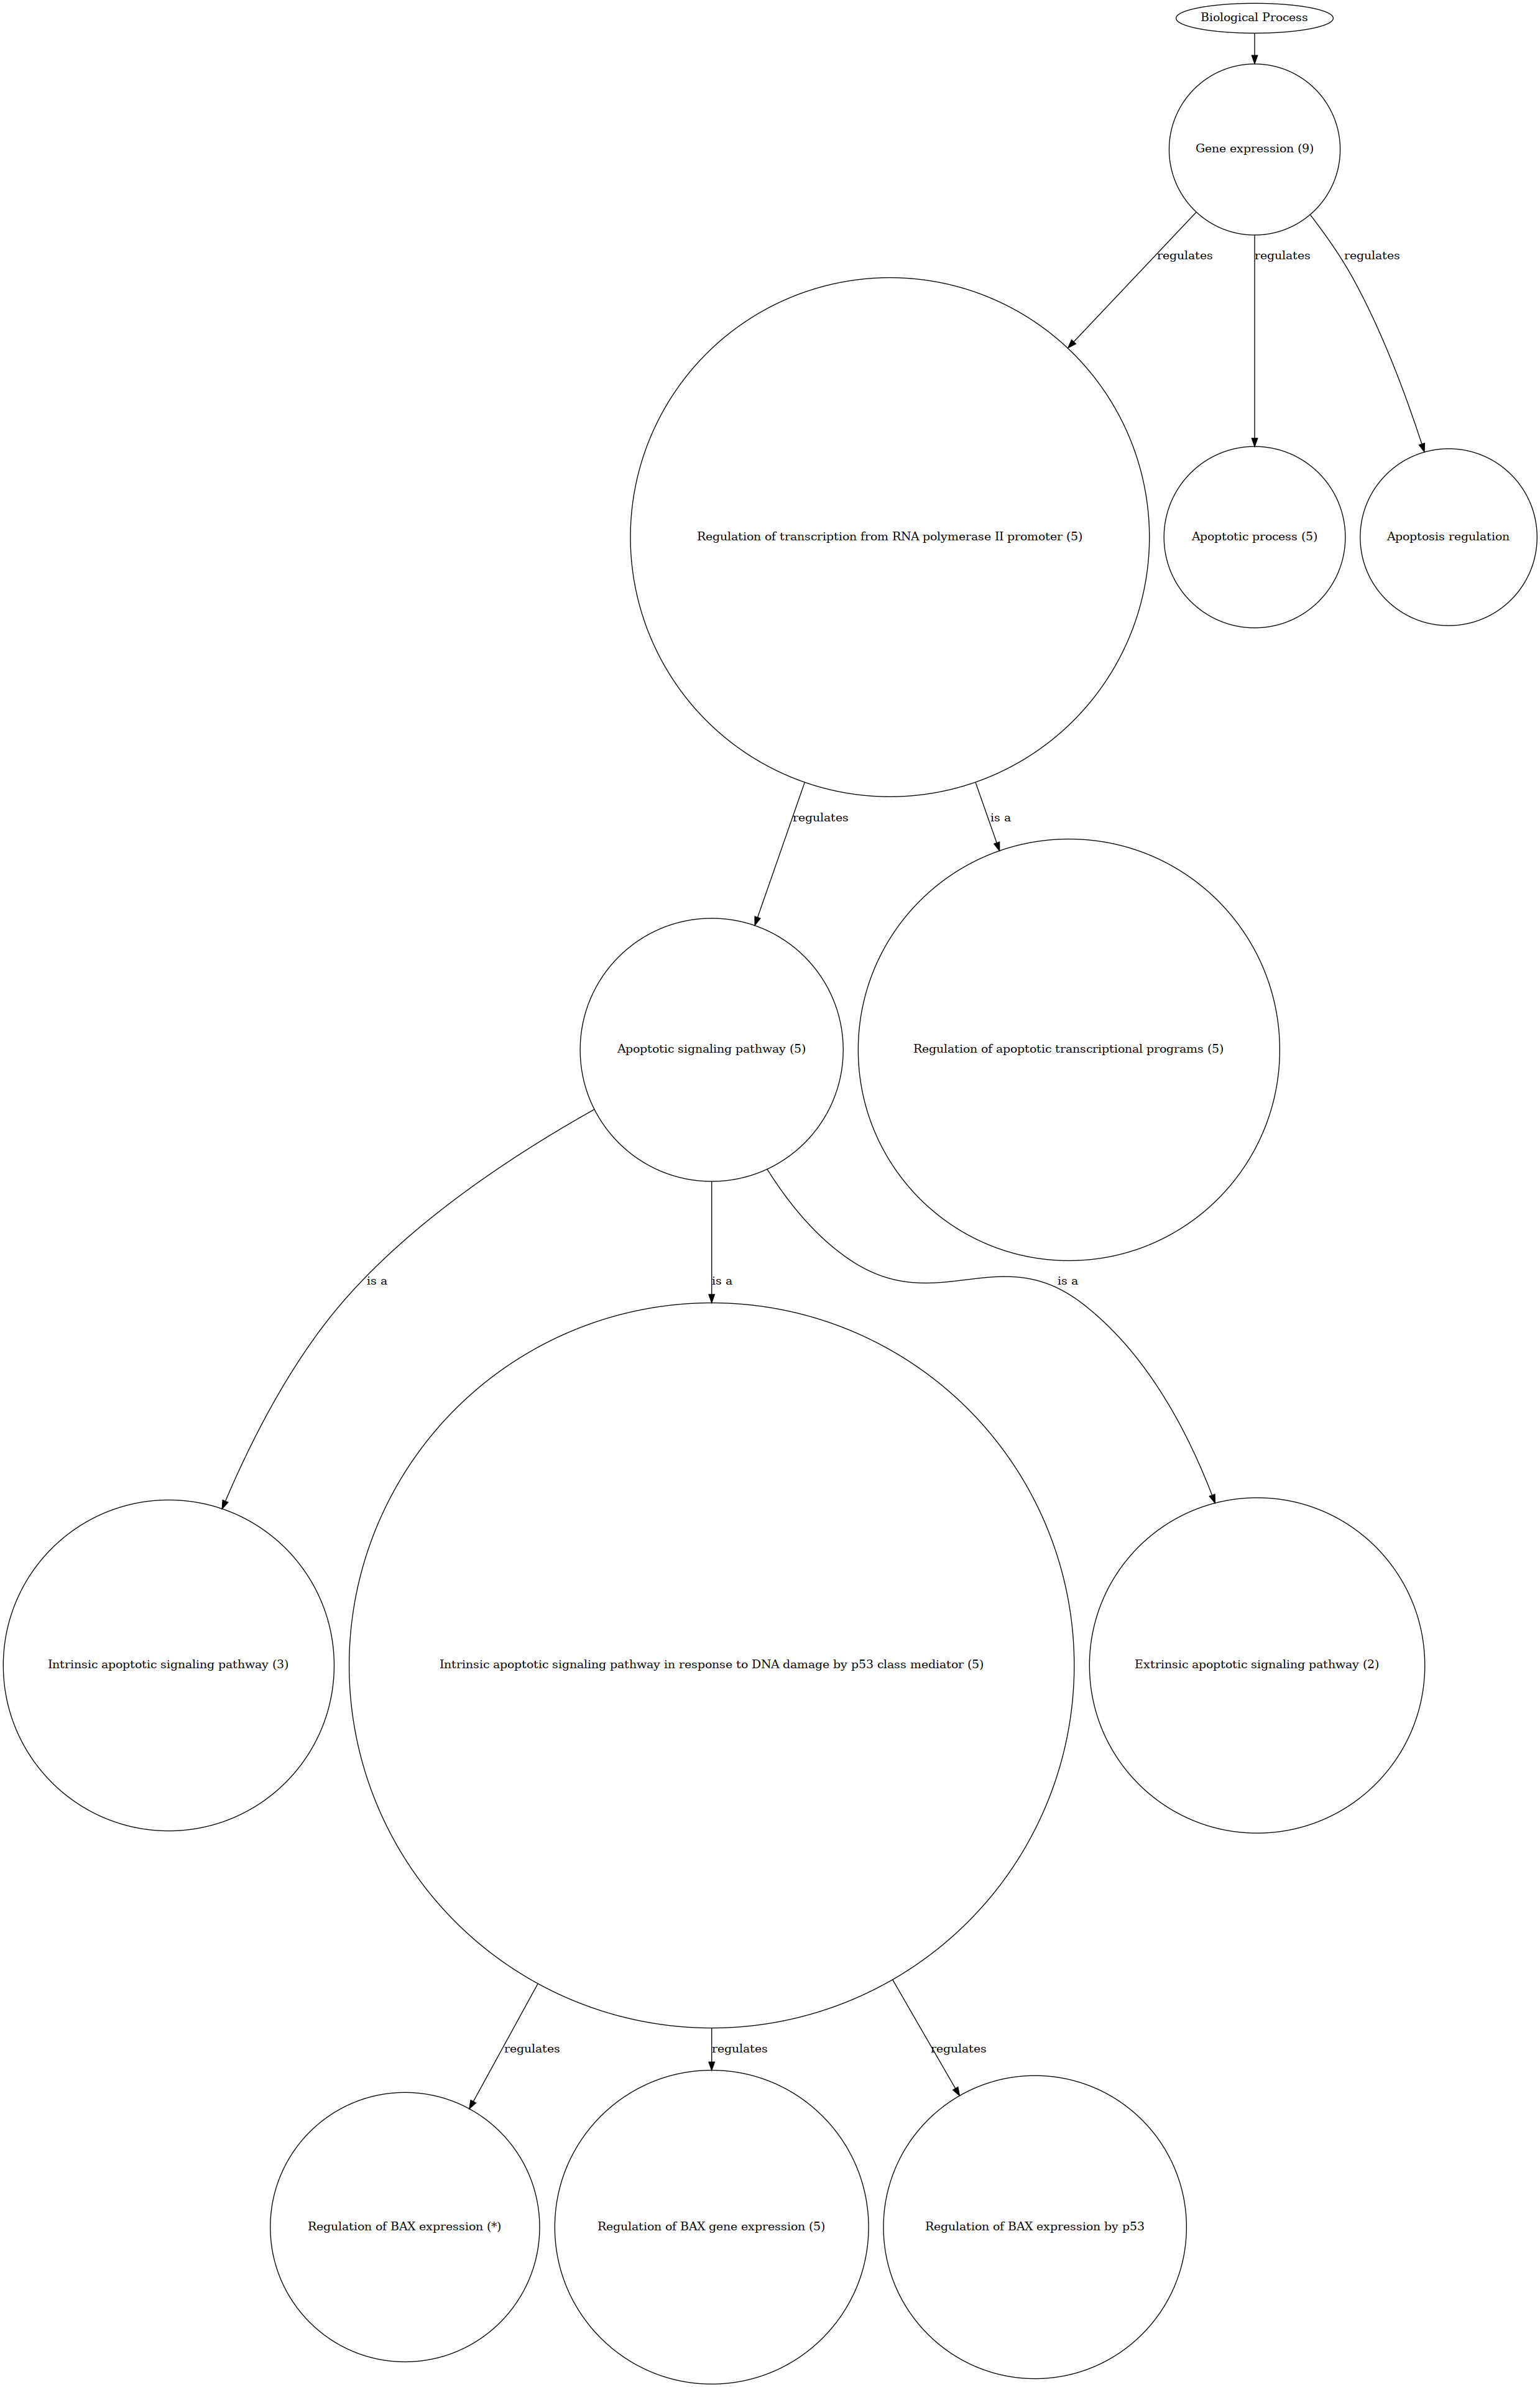 Biological Process
Gene expression (9)
regulates
regulates
regulates
Regulation of transcription from RNA polymerase II promoter (5)
Apoptotic process (5)
Apoptosis regulation
regulates
is a
Apoptotic signaling pathway (5)
Regulation of apoptotic transcriptional programs (5)
is a
is a
is a
Intrinsic apoptotic signaling pathway (3)
Intrinsic apoptotic signaling pathway in response to DNA damage by p53 class mediator (5)
Extrinsic apoptotic signaling pathway (2)
regulates
regulates
regulates
Regulation of BAX expression (*)
Regulation of BAX gene expression (5)
Regulation of BAX expression by p53